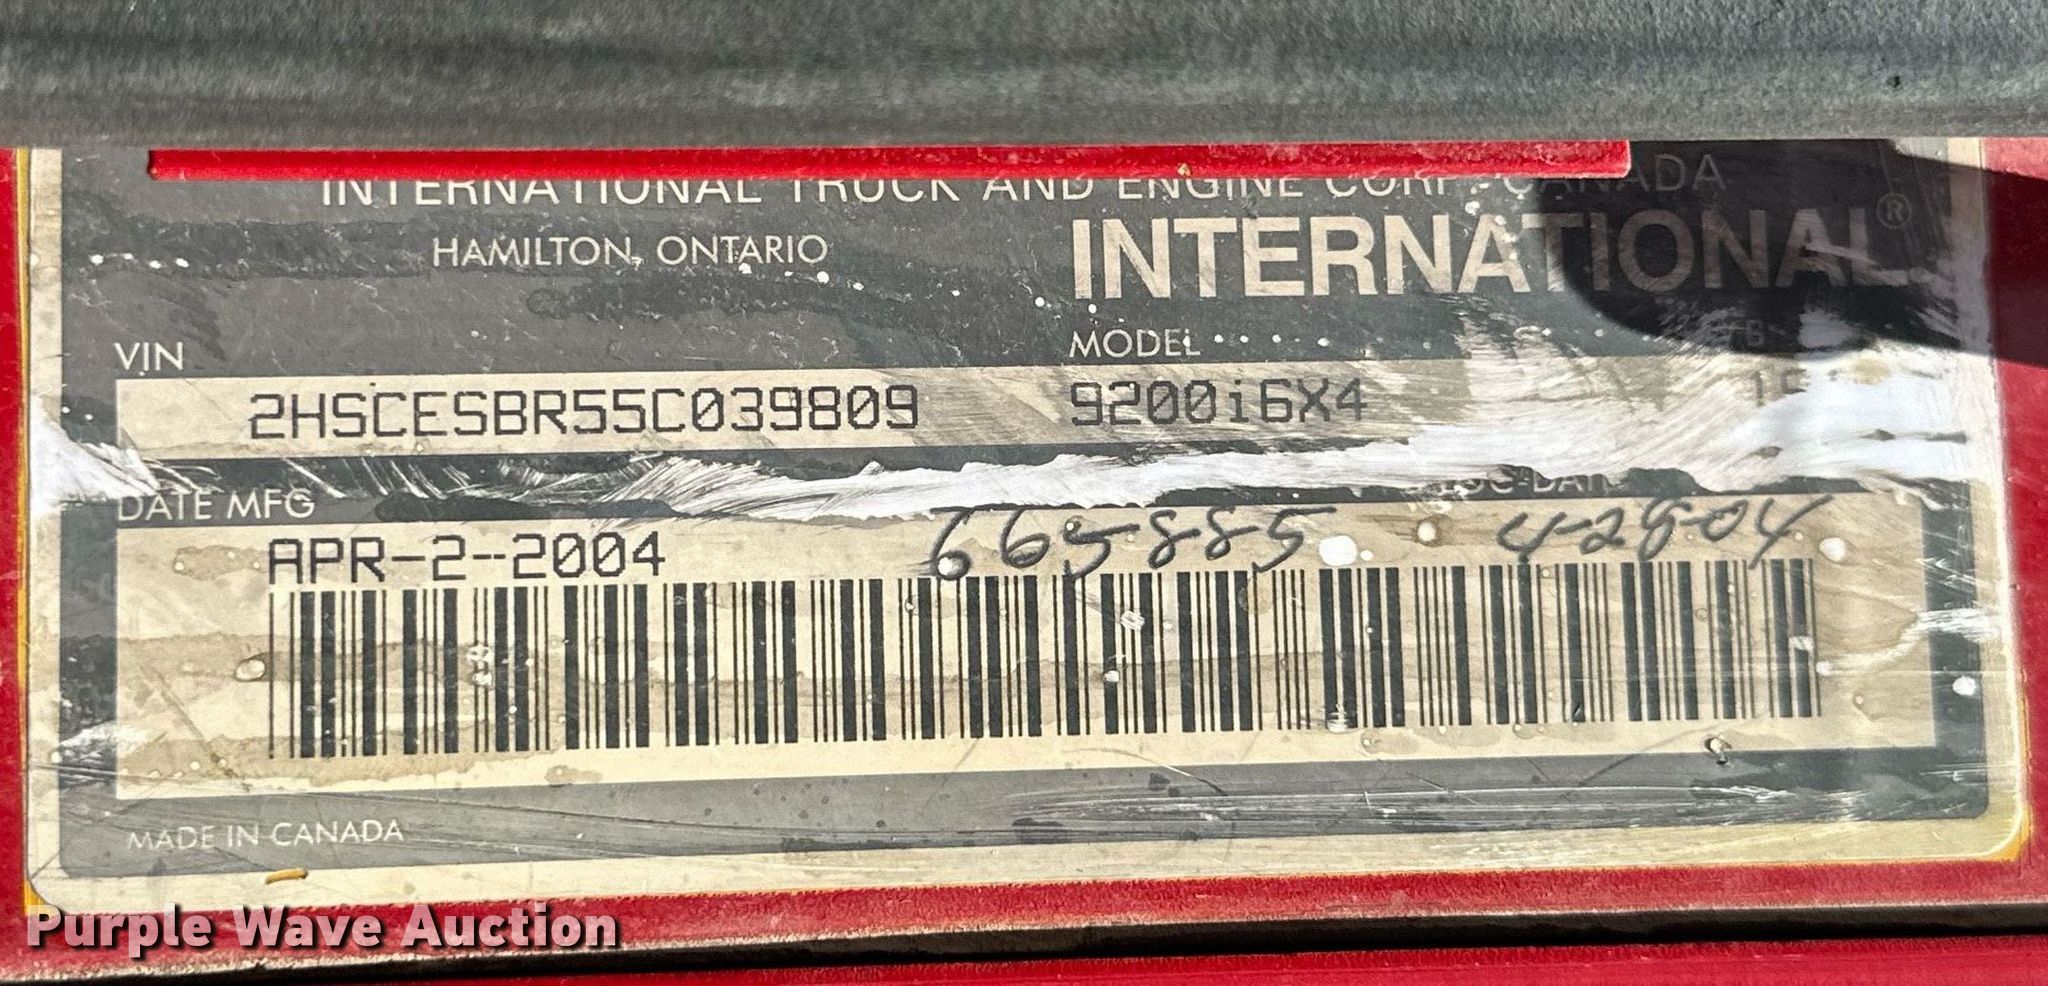 INTERNATIONAL TRUCK AND ENGINE CORP. CANADA
HAMILTON, ONTARIO
INTERNATIONAL®
VIN
MODEL
2HSCESBR55C039809
9200i6X4
DATE MFG
APR-2--2004
665885
4-28-04
MADE IN CANADA
Purple Wave Auction